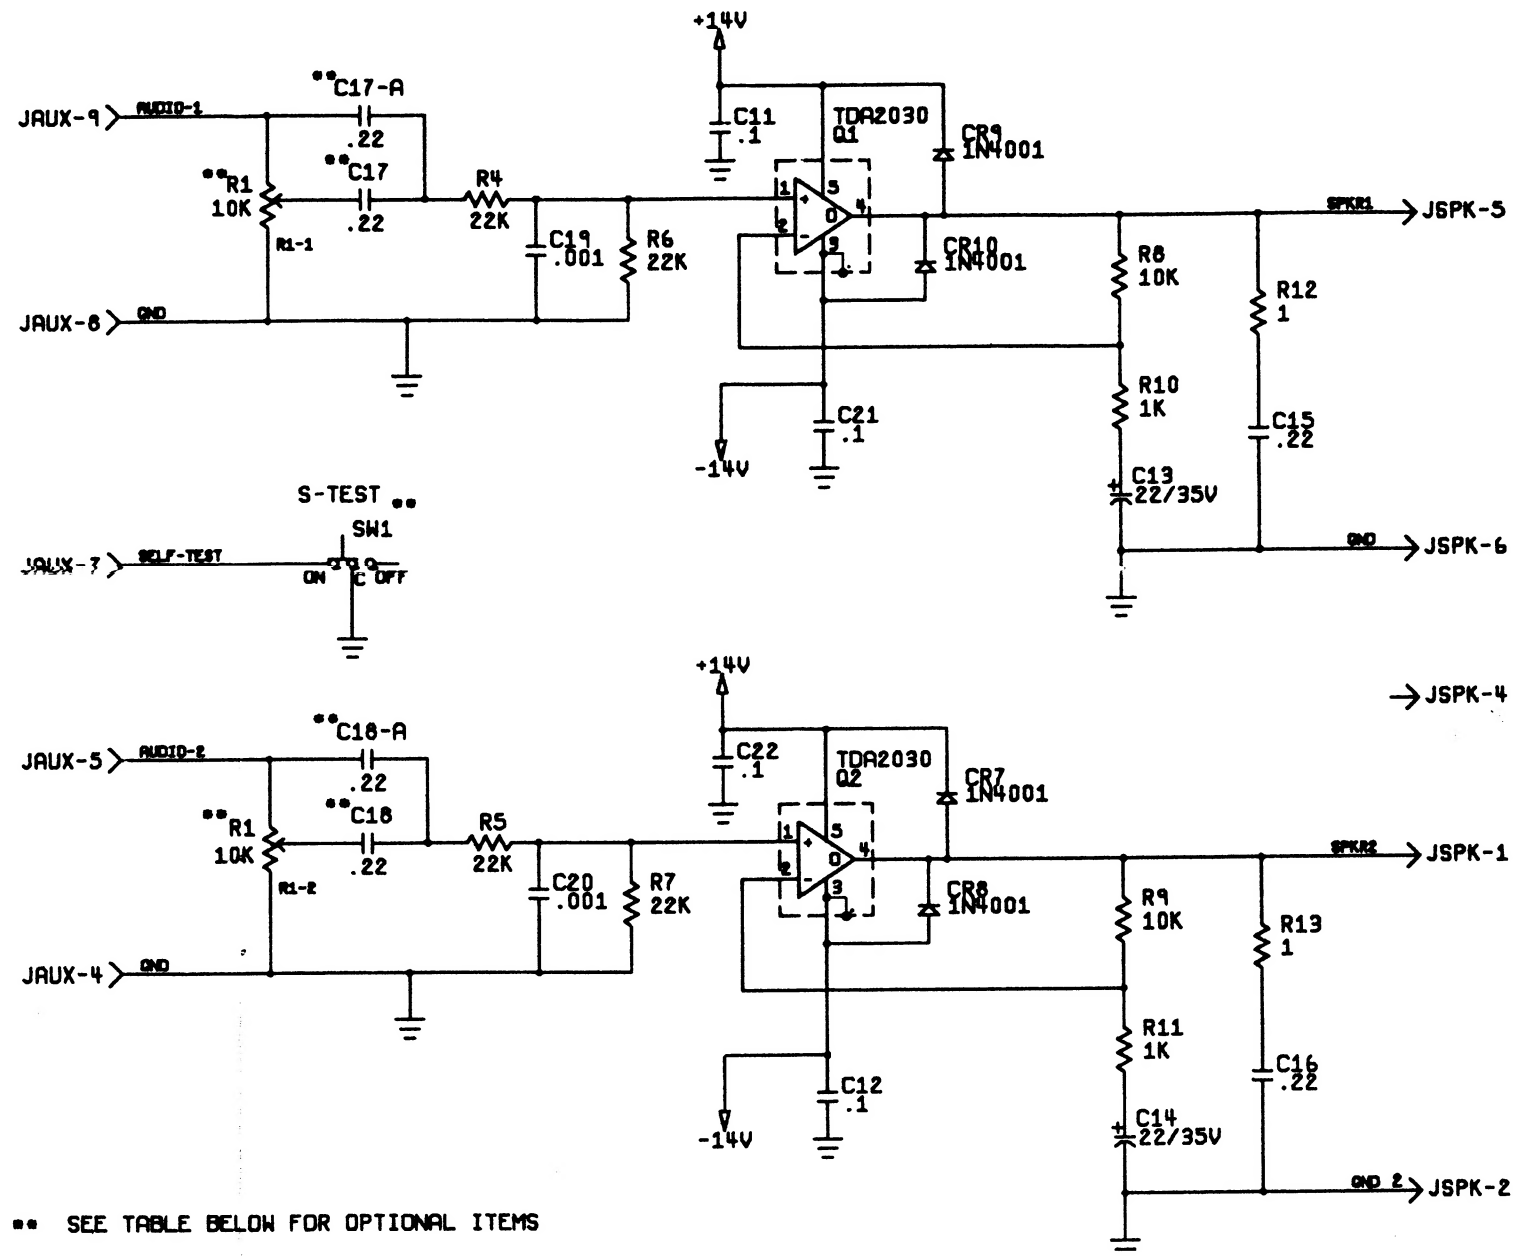 +14V
**C17-A
JAUX-9 AUDIO-1
.22
C11
.1
TDA2030
Q1
CR9
1N4001
**C17
**R1
10K
.22
R4
22K
1
+
5
4
O
2
-
3
SPKR1 JSPK-5
R1-1
C19
.001
R6
22K
CR10
1N4001
R8
10K
R12
1
JAUX-8 GND
R10
1K
C21
.1
C15
.22
-14V
+
C13
22/35V
S-TEST **
SW1
SELF-TEST
ON C OFF
GND JSPK-6
+14V
JSPK-4
**C18-A
JAUX-5 AUDIO-2
.22
C22
.1
TDA2030
Q2
CR7
1N4001
**C18
**R1
10K
.22
R5
22K
1
+
5
4
O
2
-
3
SPKR2 JSPK-1
R1-2
C20
.001
R7
22K
CR8
1N4001
R9
10K
R13
1
JAUX-4 GND
R11
1K
C12
.1
C16
.22
-14V
+
C14
22/35V
GND 2 JSPK-2
** SEE TABLE BELOW FOR OPTIONAL ITEMS